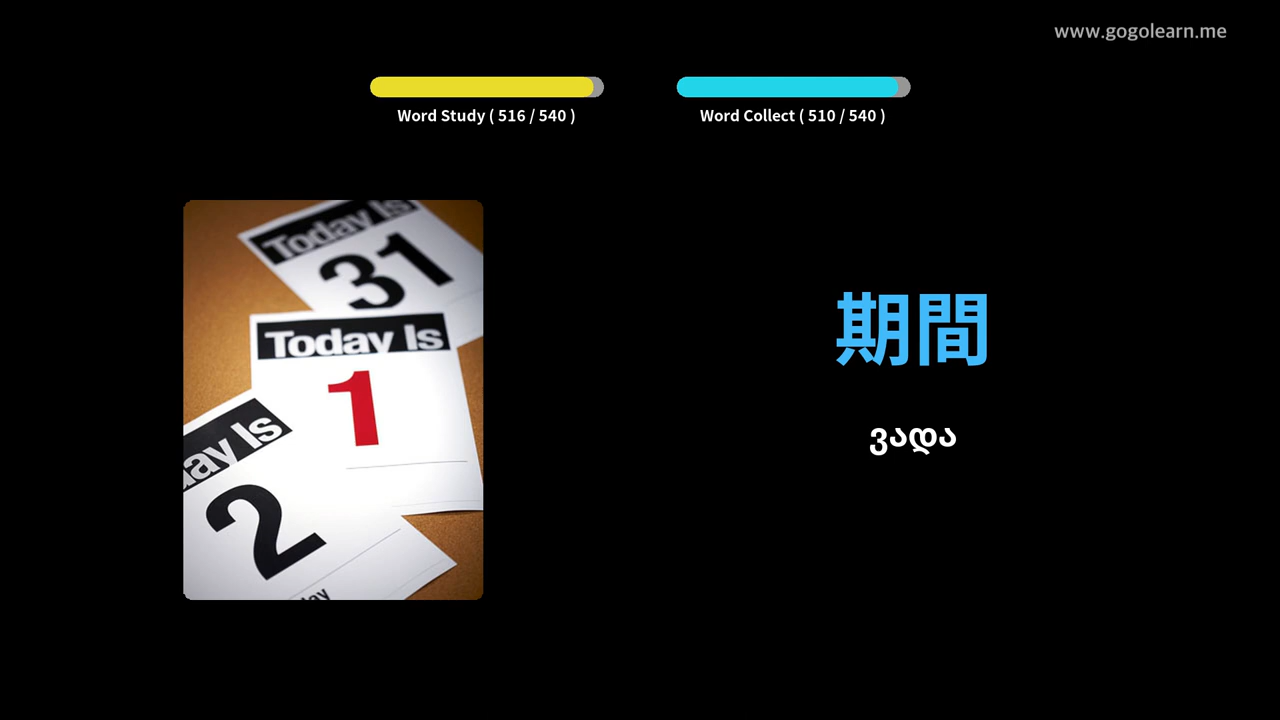 www.gogolearn.me
Word Study ( 516 / 540 )
Word Collect ( 510 / 540 )
Today Is
31
Today Is
1
ay Is
2
期間
ვადა